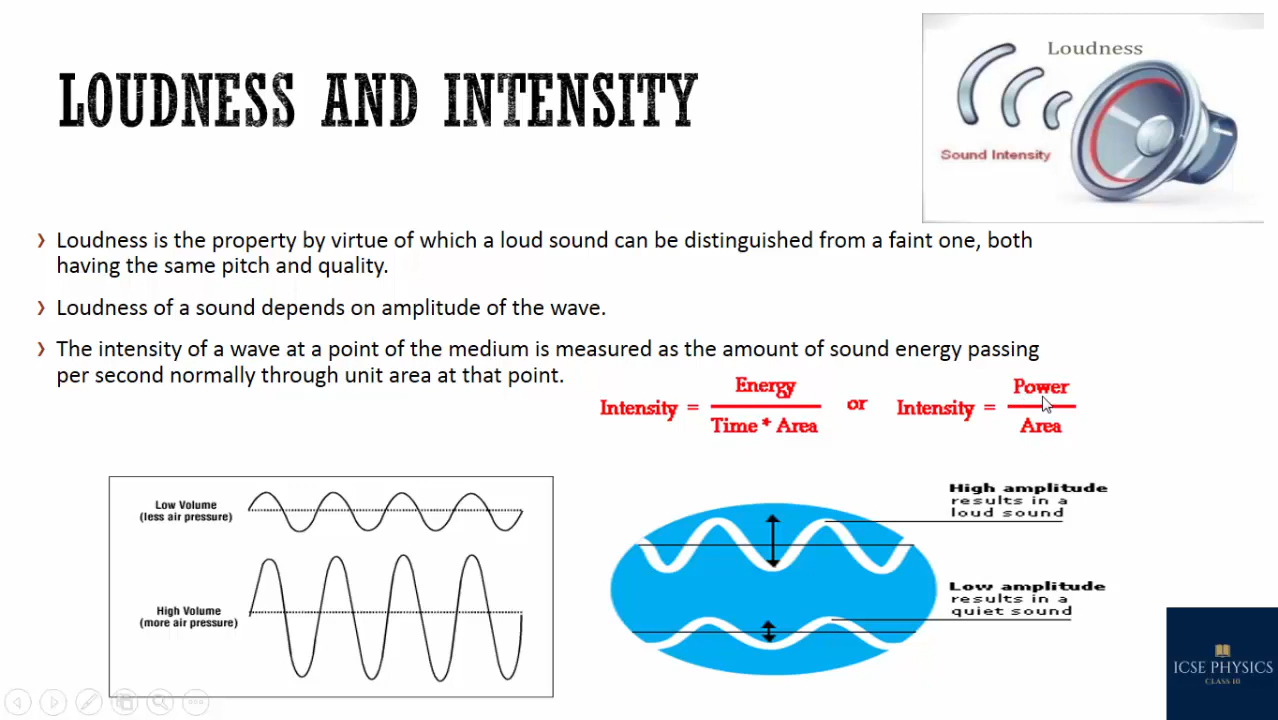 LOUDNESS AND INTENSITY
Loudness
Sound Intensity
Loudness is the property by virtue of which a loud sound can be distinguished from a faint one, both
having the same pitch and quality.
Loudness of a sound depends on amplitude of the wave.
The intensity of a wave at a point of the medium is measured as the amount of sound energy passing
per second normally through unit area at that point.
Intensity = Energy / Time * Area or Intensity = Power / Area
Low Volume
(less air pressure)
High Volume
(more air pressure)
High amplitude
results in a
loud sound
Low amplitude
results in a
quiet sound
ICSE PHYSICS
CLASS 10